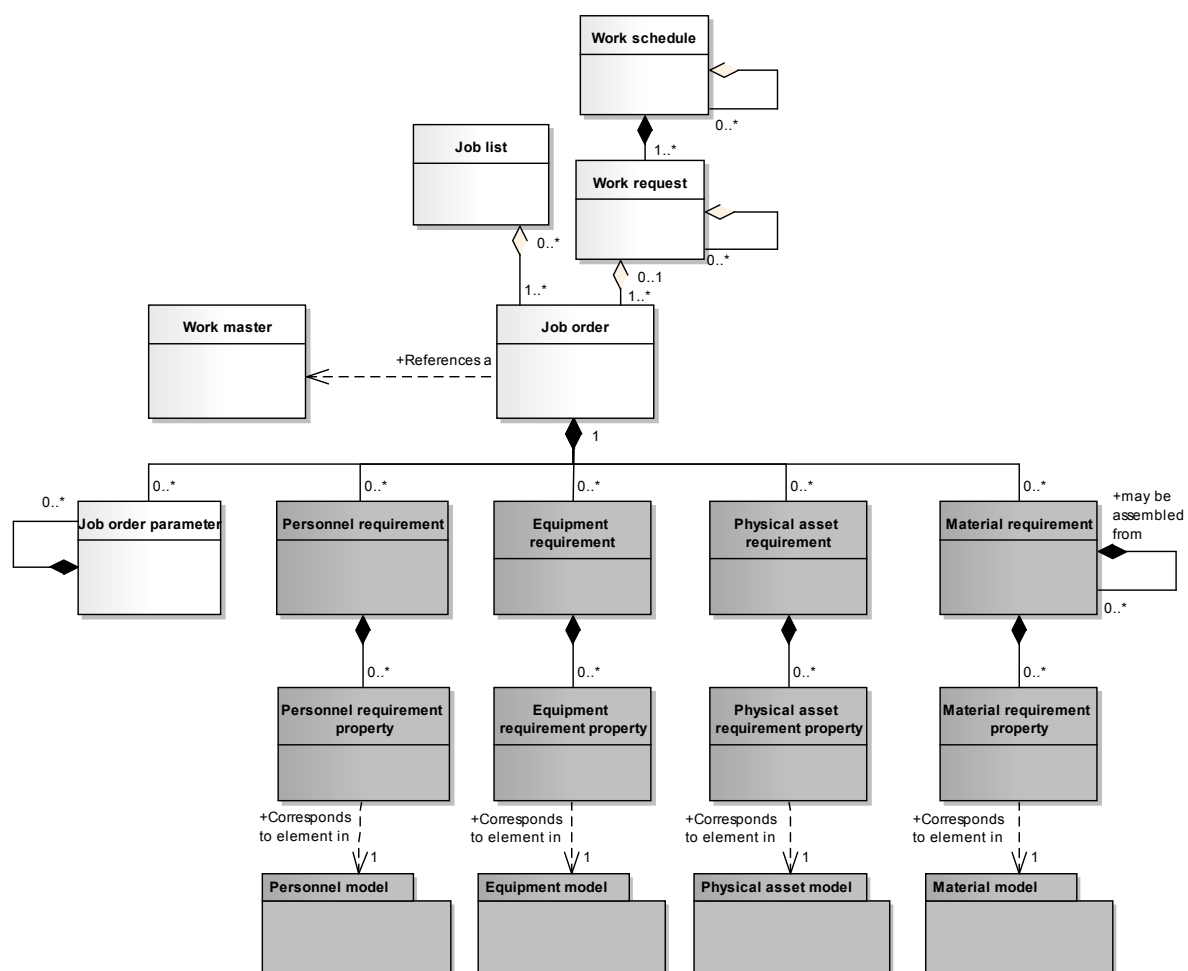 Work schedule
0..*
1..*
Job list
Work request
0..*
0..*
0..1
1..*
1..*
Work master
Job order
+References a
1
0..*
0..*
0..*
0..*
0..*
0..*
+may be
assembled
from
Job order parameter
Personnel requirement
Equipment
requirement
Physical asset
requirement
Material requirement
0..*
0..*
0..*
0..*
0..*
Personnel requirement
property
Equipment
requirement property
Physical asset
requirement property
Material requirement
property
+Corresponds
to element in
1
+Corresponds
to element in
1
+Corresponds
to element in
1
+Corresponds
to element in
1
Personnel model
Equipment model
Physical asset model
Material model